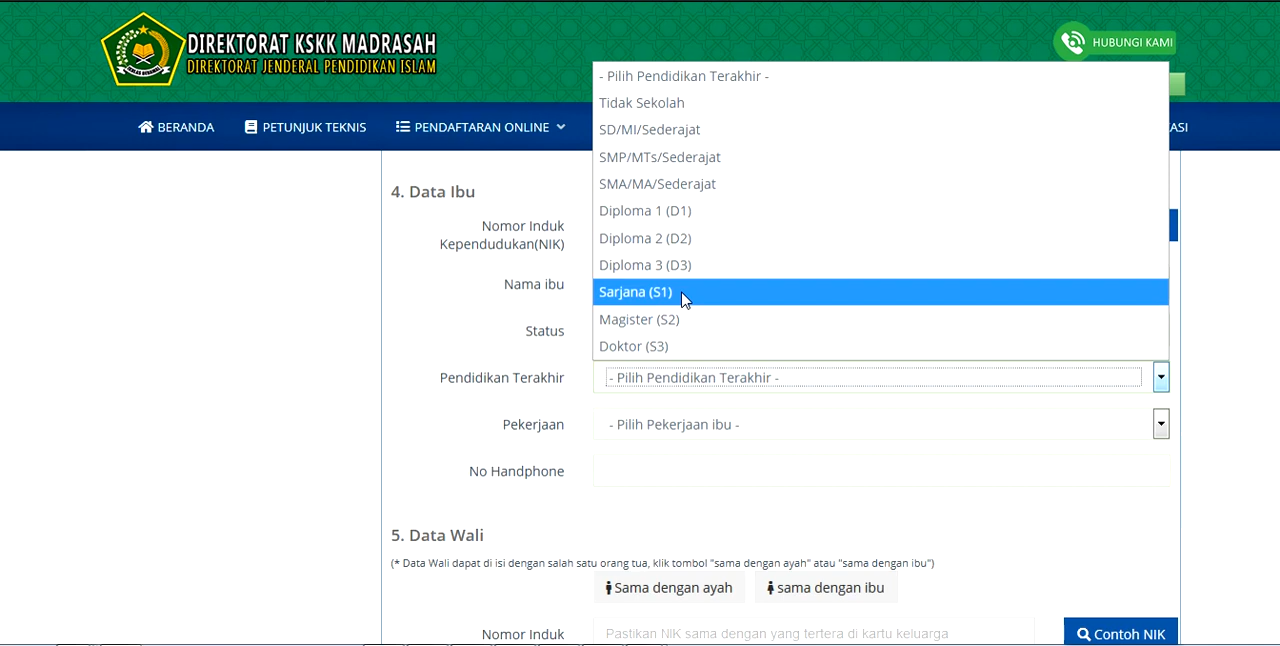 DIREKTORAT KSKK MADRASAH
DIREKTORAT JENDERAL PENDIDIKAN ISLAM
HUBUNGI KAMI
BERANDA
PETUNJUK TEKNIS
PENDAFTARAN ONLINE
ASI
- Pilih Pendidikan Terakhir -
Tidak Sekolah
SD/MI/Sederajat
SMP/MTs/Sederajat
SMA/MA/Sederajat
Diploma 1 (D1)
Diploma 2 (D2)
Diploma 3 (D3)
Sarjana (S1)
Magister (S2)
Doktor (S3)
4. Data Ibu
Nomor Induk
Kependudukan(NIK)
Nama ibu
Status
Pendidikan Terakhir
- Pilih Pendidikan Terakhir -
Pekerjaan
- Pilih Pekerjaan ibu -
No Handphone
5. Data Wali
(* Data Wali dapat di isi dengan salah satu orang tua, klik tombol "sama dengan ayah" atau "sama dengan ibu")
Sama dengan ayah
sama dengan ibu
Nomor Induk
Pastikan NIK sama dengan yang tertera di kartu keluarga
Contoh NIK